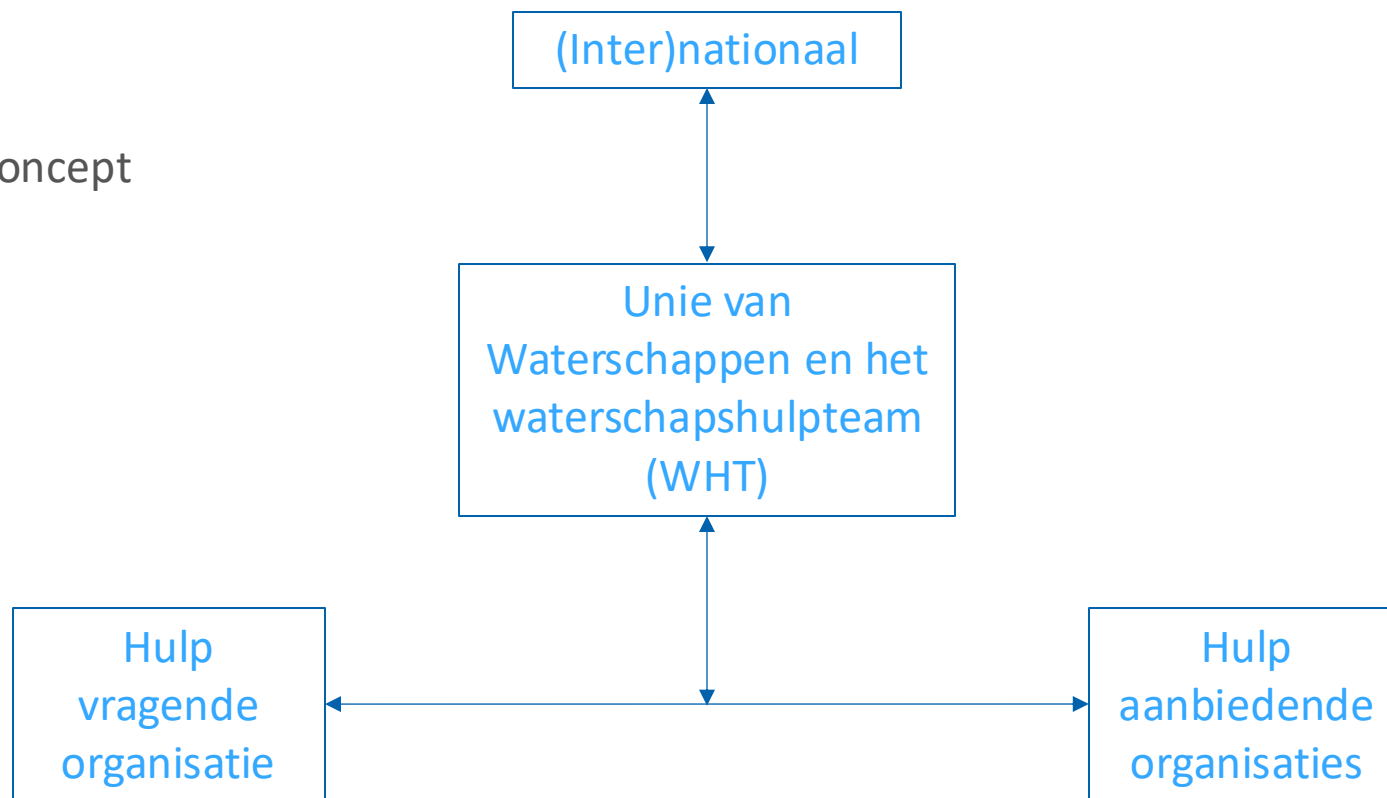 (Inter)nationaal
oncept
Unie van
Waterschappen en het
waterschapshulpteam
(WHT)
Hulp
vragende
organisatie
Hulp
aanbiedende
organisaties